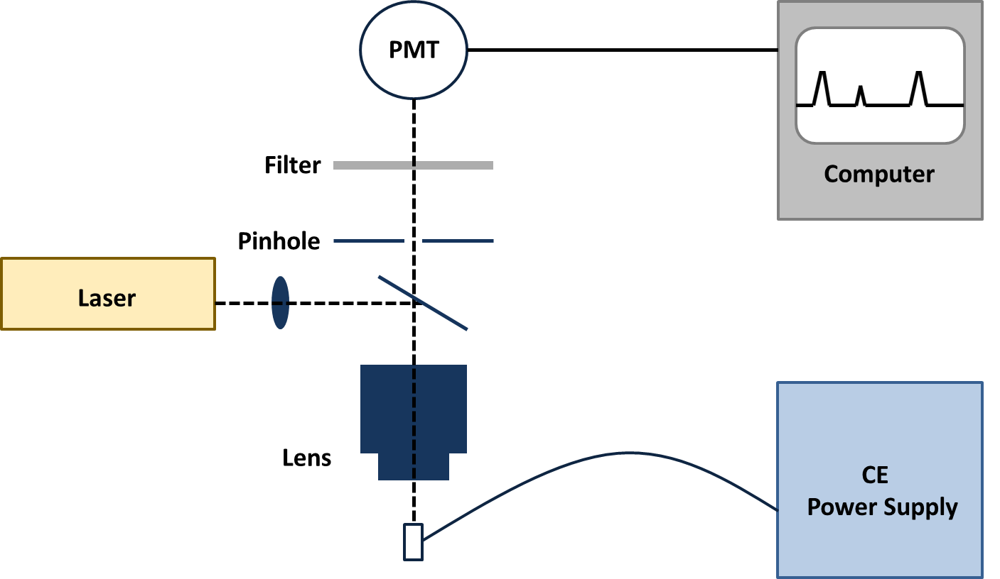 PMT
Filter
Pinhole
Computer
Laser
Lens
CE
Power Supply